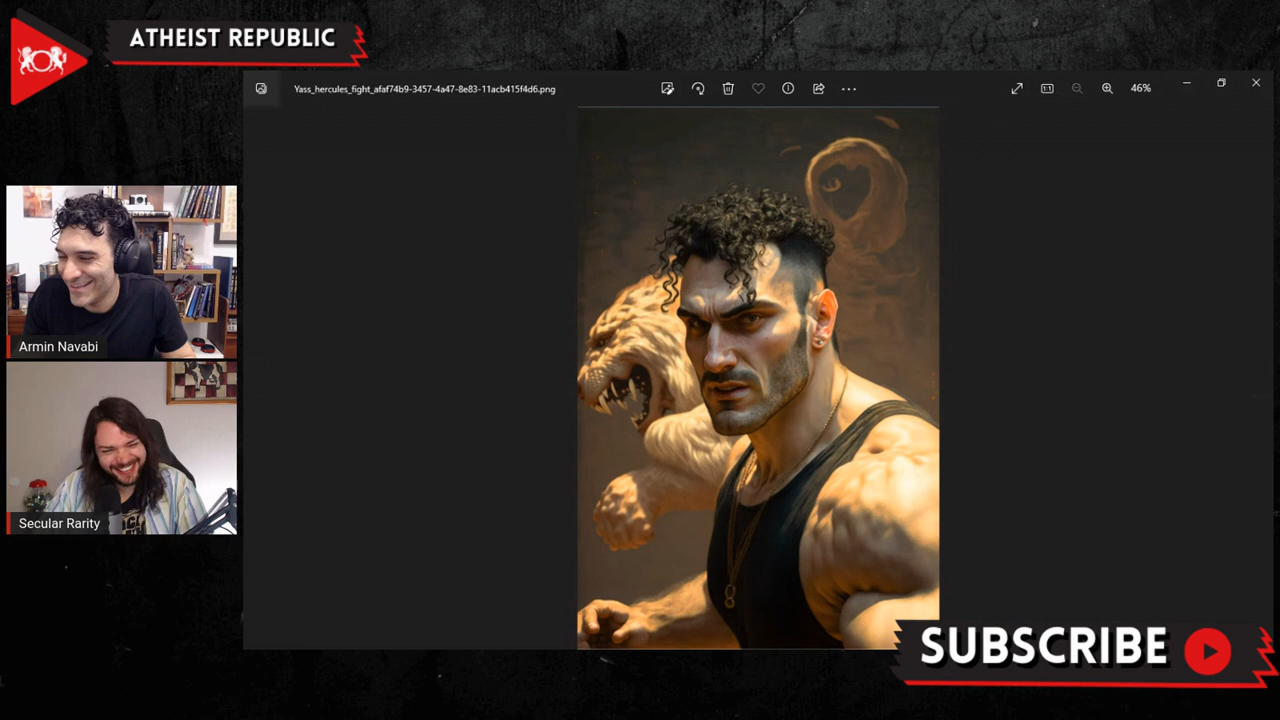 ATHEIST REPUBLIC
Yass_hercules_fight_afaf74b9-3457-4a47-8e83-11acb415f4d6.png
46%
Armin Navabi
Secular Rarity
SUBSCRIBE